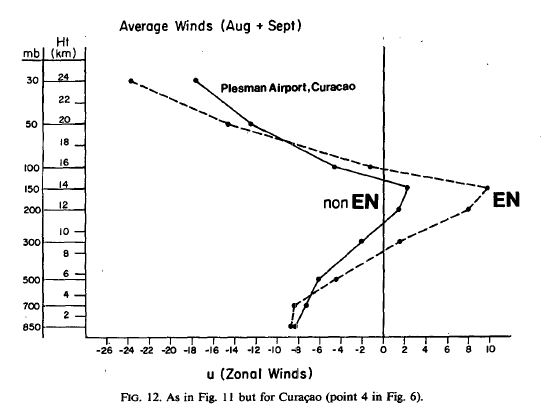 Average Winds (Aug + Sept)
Ht
mb (km)
30 24
22
50 20
18
100 16
150 14
200 12
10
300
8
500 6
4
700
2
850
Plesman Airport, Curacao
non EN
EN
-26 -24 -22 -20 -18 -16 -14 -12 -10 -8 -6 -4 -2 0 2 4 6 8 10
u (Zonal Winds)
FIG. 12. As in Fig. 11 but for Curaçao (point 4 in Fig. 6).